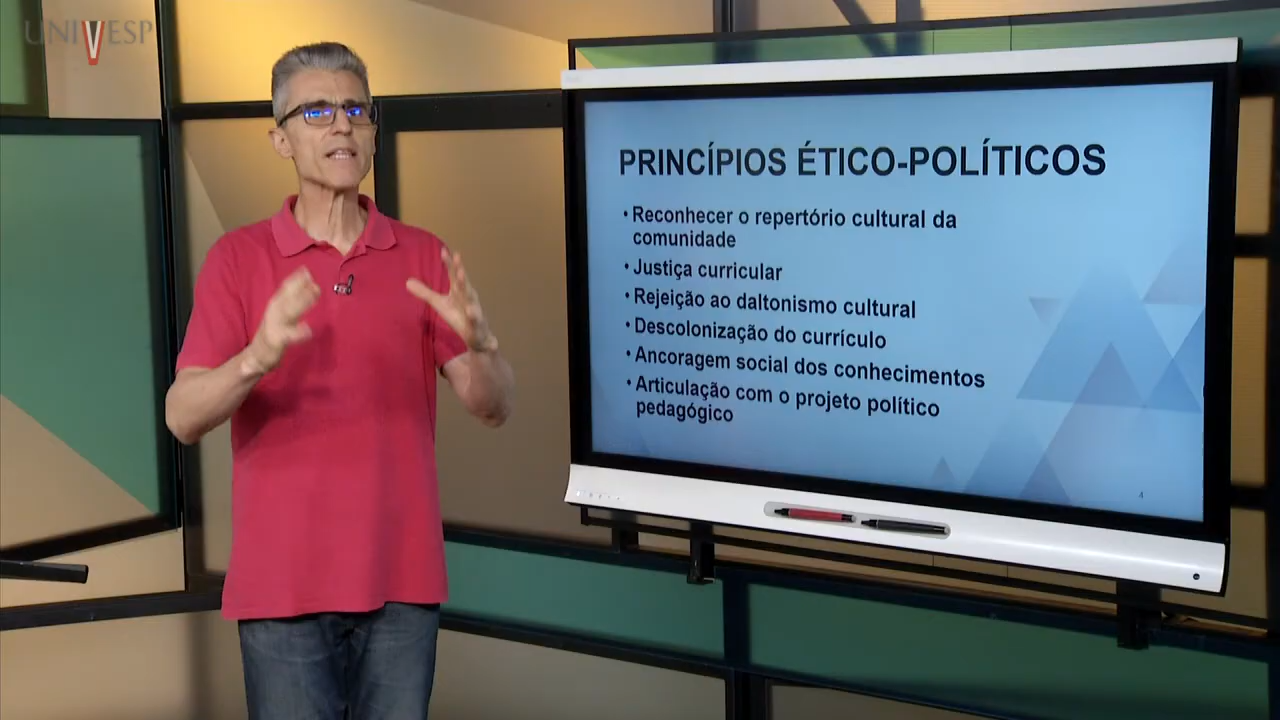 UNIVESP
PRINCÍPIOS ÉTICO-POLÍTICOS
• Reconhecer o repertório cultural da
comunidade
• Justiça curricular
• Rejeição ao daltonismo cultural
• Descolonização do currículo
• Ancoragem social dos conhecimentos
• Articulação com o projeto político
pedagógico
4